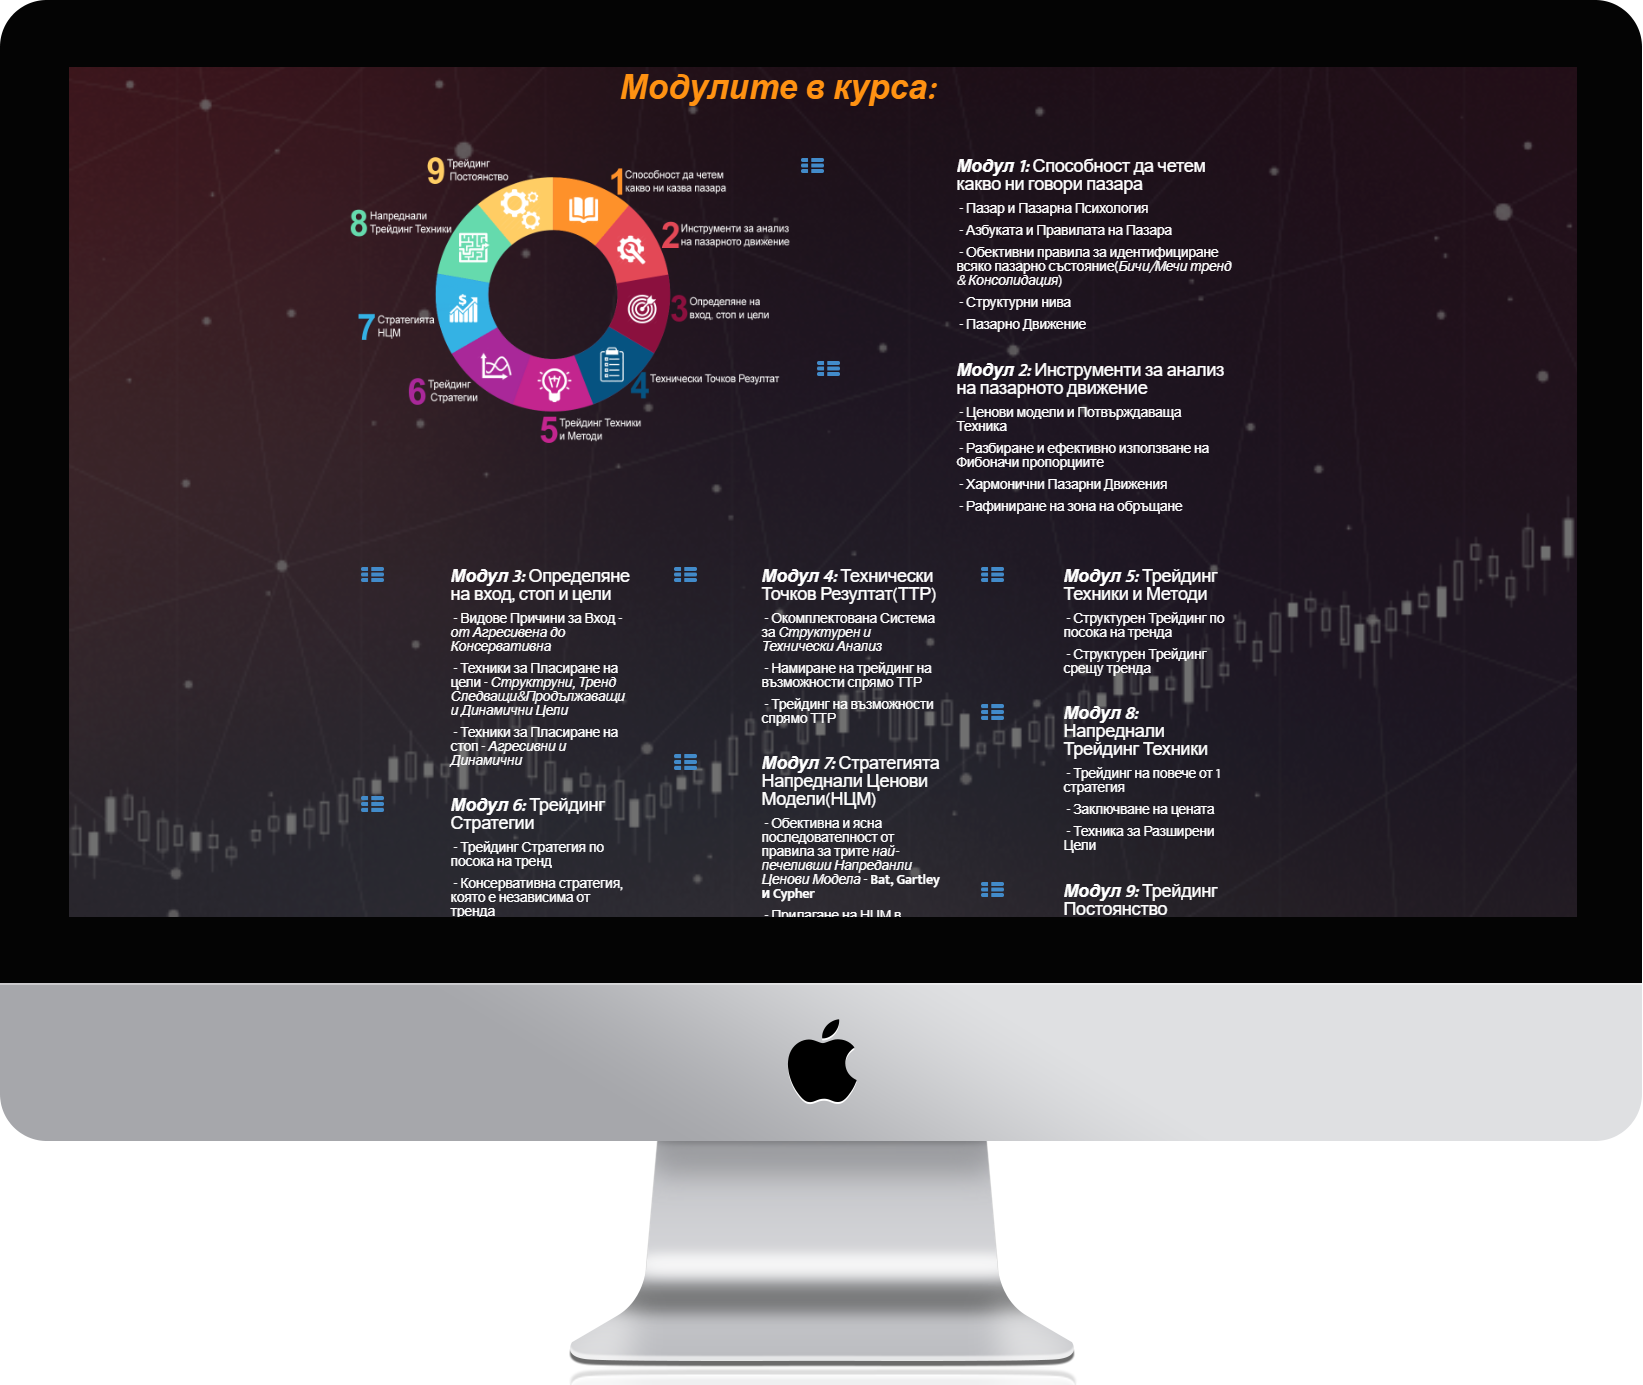 Модулите в курса:
9 Трейдинг
Постоянство
1 Способност да четем
какво ни казва пазара
8 Напреднали
Трейдинг Техники
2 Инструменти за анализ
на пазарното движение
3 Определяне на
вход, стоп и цели
7 Стратегията
НЦМ
4 Технически Точков Резултат
6 Трейдинг
Стратегии
5 Трейдинг Техники
и Методи
Модул 1: Способност да четем
какво ни говори пазара
- Пазар и Пазарна Психология
- Азбуката и Правилата на Пазара
- Обективни правила за идентифициране
всяко пазарно състояние(Бичи/Мечи тренд
& Консолидация)
- Структурни нива
- Пазарно Движение
Модул 2: Инструменти за анализ
на пазарното движение
- Ценови модели и Потвърждаваща
Техника
- Разбиране и ефективно използване на
Фибоначи пропорциите
- Хармонични Пазарни Движения
- Рафиниране на зона на обръщане
Модул 3: Определяне
на вход, стоп и цели
- Видове Причини за Вход -
от Агресивена до
Консервативна
- Техники за Пласиране на
цели - Структруни, Тренд
Следващи&Продължаващи
и Динамични Цели
- Техники за Пласиране на
стоп - Агресивни и
Динамични
Модул 6: Трейдинг
Стратегии
- Трейдинг Стратегия по
посока на тренд
- Консервативна стратегия,
която е независима от
тренда
Модул 4: Технически
Точков Резултат(ТТР)
- Окомплектована Система
за Структурен и
Технически Анализ
- Намиране на трейдинг на
възможности спрямо ТТР
- Трейдинг на възможности
спрямо ТТР
Модул 7: Стратегията
Напреднали Ценови
Модели(НЦМ)
- Обективна и ясна
последователност от
правила за трите най-
печеливши Напреданли
Ценови Модела - Bat, Gartley
и Cypher
- Прилагане на НЦМ в
Модул 5: Трейдинг
Техники и Методи
- Структурен Трейдинг по
посока на тренда
- Структурен Трейдинг
срещу тренда
Модул 8:
Напреднали
Трейдинг Техники
- Трейдинг на повече от 1
стратегия
- Заключване на цената
- Техника за Разширени
Цели
Модул 9: Трейдинг
Постоянство